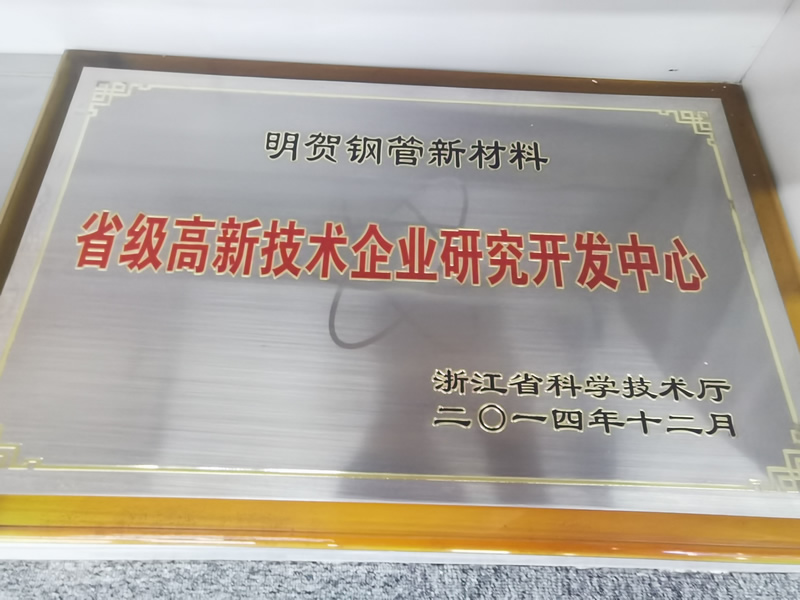 明贺钢管新材料
省级高新技术企业研究开发中心
浙江省科学技术厅
二〇一四年十二月